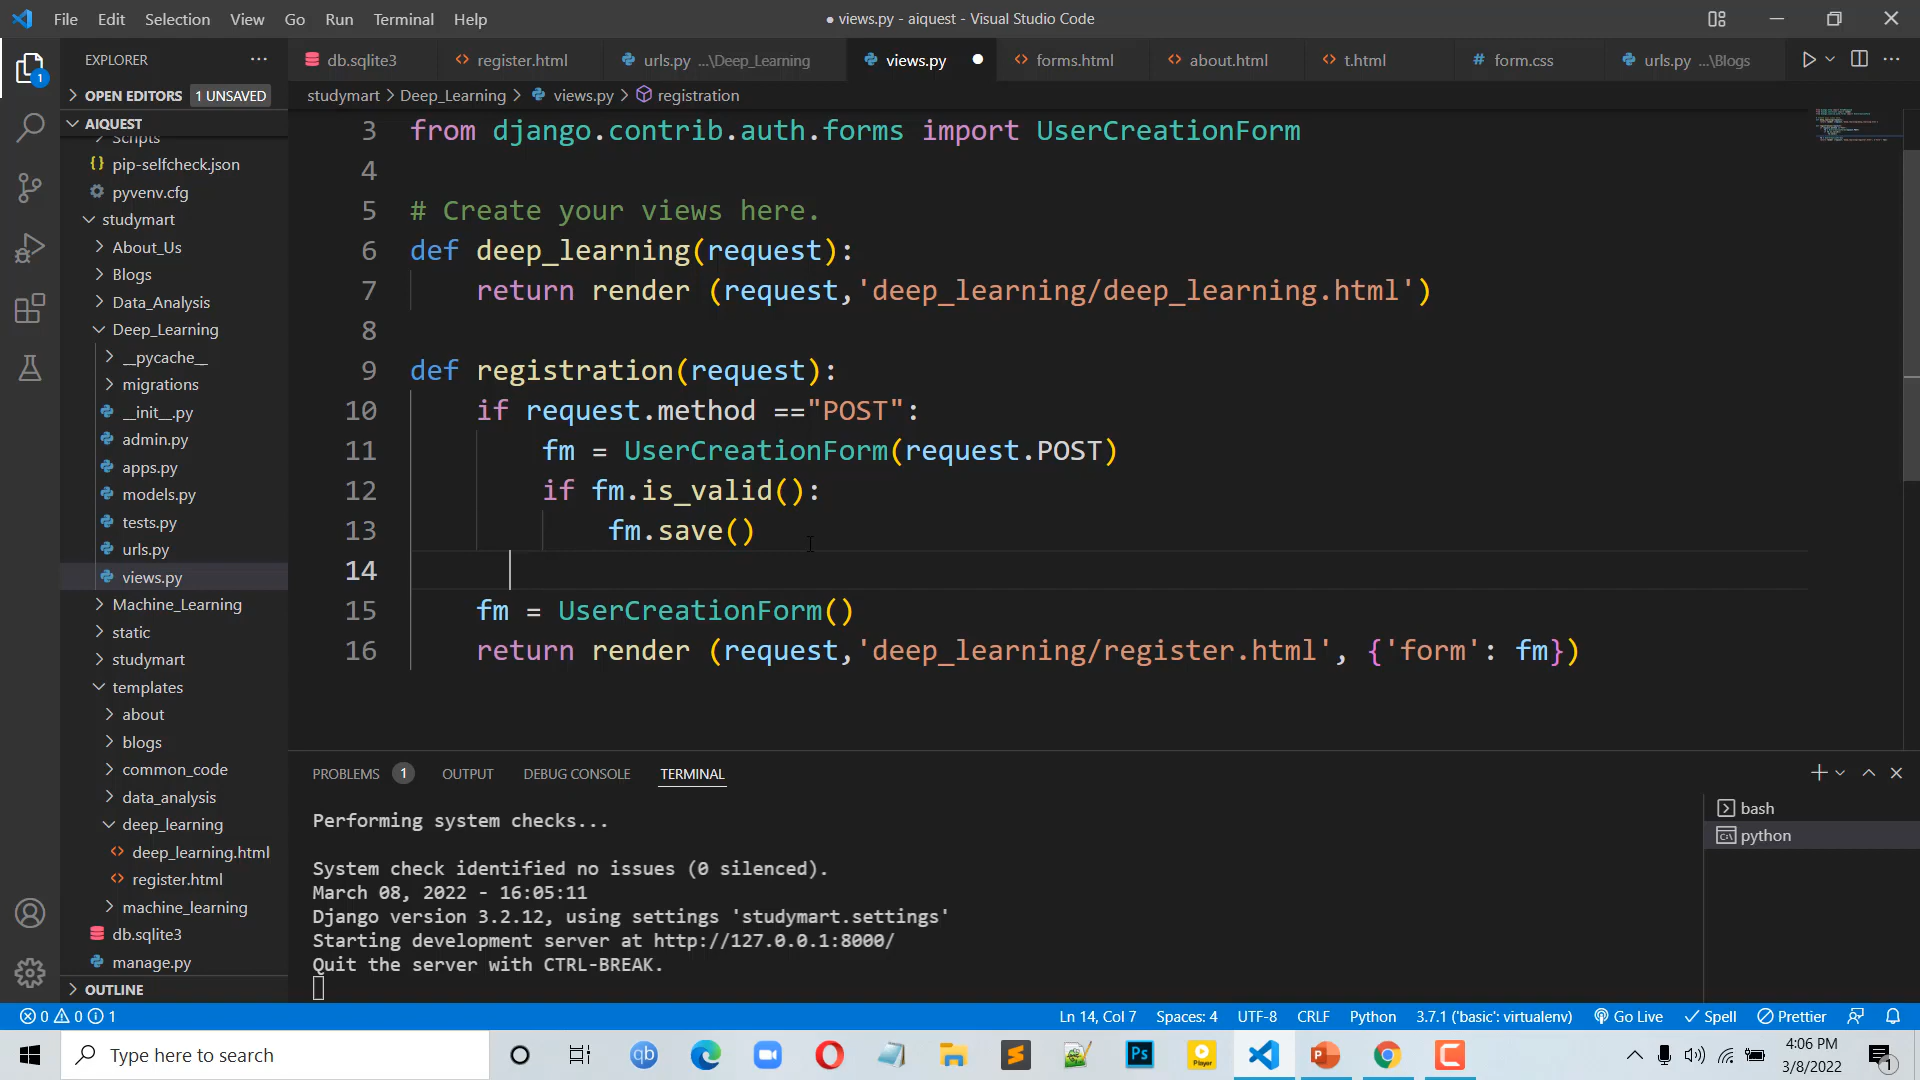 File Edit Selection View Go Run Terminal Help
● views.py - aiquest - Visual Studio Code
EXPLORER
db.sqlite3 register.html urls.py ...\Deep_Learning views.py forms.html about.html t.html form.css urls.py ...\Blogs
OPEN EDITORS 1 UNSAVED
studymart > Deep_Learning > views.py > registration
AIQUEST
Scripts
pip-selfcheck.json
pyvenv.cfg
studymart
About_Us
Blogs
Data_Analysis
Deep_Learning
__pycache__
migrations
__init__.py
admin.py
apps.py
models.py
tests.py
urls.py
views.py
Machine_Learning
static
studymart
templates
about
blogs
common_code
data_analysis
deep_learning
deep_learning.html
register.html
machine_learning
db.sqlite3
manage.py
OUTLINE
3 from django.contrib.auth.forms import UserCreationForm
4
5 # Create your views here.
6 def deep_learning(request):
7 return render (request,'deep_learning/deep_learning.html')
8
9 def registration(request):
10 if request.method =="POST":
11 fm = UserCreationForm(request.POST)
12 if fm.is_valid():
13 fm.save()
14
15 fm = UserCreationForm()
16 return render (request,'deep_learning/register.html', {'form': fm})
PROBLEMS 1 OUTPUT DEBUG CONSOLE TERMINAL
Performing system checks...
System check identified no issues (0 silenced).
March 08, 2022 - 16:05:11
Django version 3.2.12, using settings 'studymart.settings'
Starting development server at http://127.0.0.1:8000/
Quit the server with CTRL-BREAK.
bash
python
0 0 1 Ln 14, Col 7 Spaces: 4 UTF-8 CRLF Python 3.7.1 ('basic': virtualenv) Go Live Spell Prettier
Type here to search
4:06 PM
3/8/2022